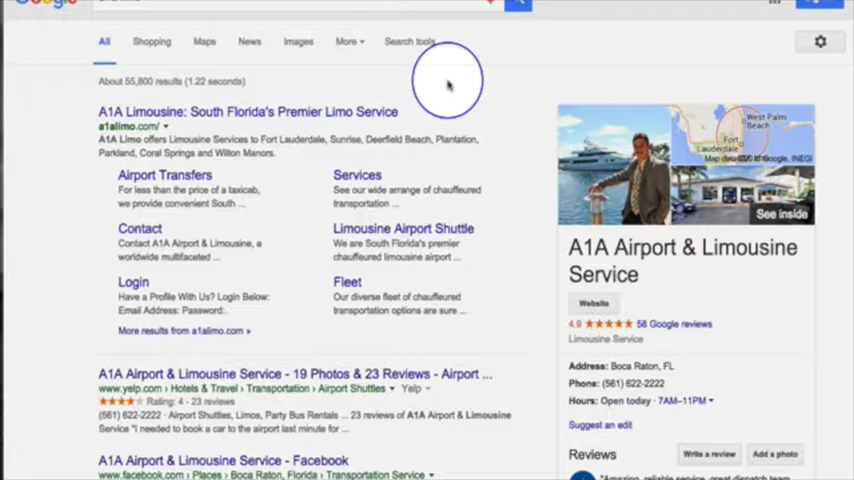 Google
All Shopping Maps News Images More Search tools
About 55,800 results (1.22 seconds)
A1A Limousine: South Florida's Premier Limo Service
a1alimo.com/
A1A Limo offers Limousine Services to Fort Lauderdale, Sunrise, Deerfield Beach, Plantation,
Parkland, Coral Springs and Wilton Manors.
Airport Transfers
For less than the price of a taxicab,
we provide convenient South ...
Services
See our wide range of chauffeured
transportation ...
Contact
Contact A1A Airport & Limousine, a
worldwide multifaceted ...
Limousine Airport Shuttle
We are South Florida's premier
chauffeured limousine airport ...
Login
Have a Profile With Us? Login Below:
Email Address: Password:.
Fleet
Our diverse fleet of chauffeured
transportation options are sure ...
More results from a1alimo.com »
A1A Airport & Limousine Service - 19 Photos & 23 Reviews - Airport ...
www.yelp.com › Hotels & Travel › Transportation › Airport Shuttles Yelp
Rating: 4 - 23 reviews
(561) 622-2222 · Airport Shuttles, Limos, Party Bus Rentals ... 23 reviews of A1A Airport & Limousine
Service "I needed to book a car to the airport last minute for ...
A1A Airport & Limousine Service - Facebook
www.facebook.com › Places › Boca Raton, Florida › Transportation Service
West Palm
Beach
Fort
Lauderdale
Map data Google, INEGI
See inside
A1A Airport & Limousine
Service
Website
4.9 58 Google reviews
Limousine Service
Address: Boca Raton, FL
Phone: (561) 622-2222
Hours: Open today · 7AM–11PM
Suggest an edit
Reviews Write a review Add a photo
"Amazing, reliable service, great dispatch team